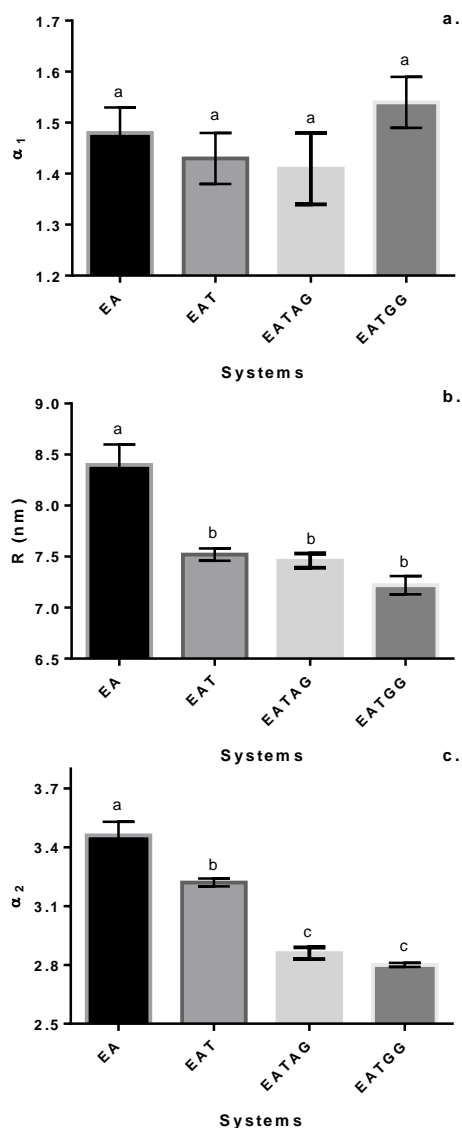 a.
1.7
1.6
1.5
1.4
1.3
1.2
α 1
a
a
a
a
EA
EAT
EATAG
EATGG
Systems
b.
9.0
8.5
8.0
7.5
7.0
6.5
R (nm)
a
b
b
b
EA
EAT
EATAG
EATGG
Systems
c.
3.7
3.4
3.1
2.8
2.5
α 2
a
b
c
c
EA
EAT
EATAG
EATGG
Systems